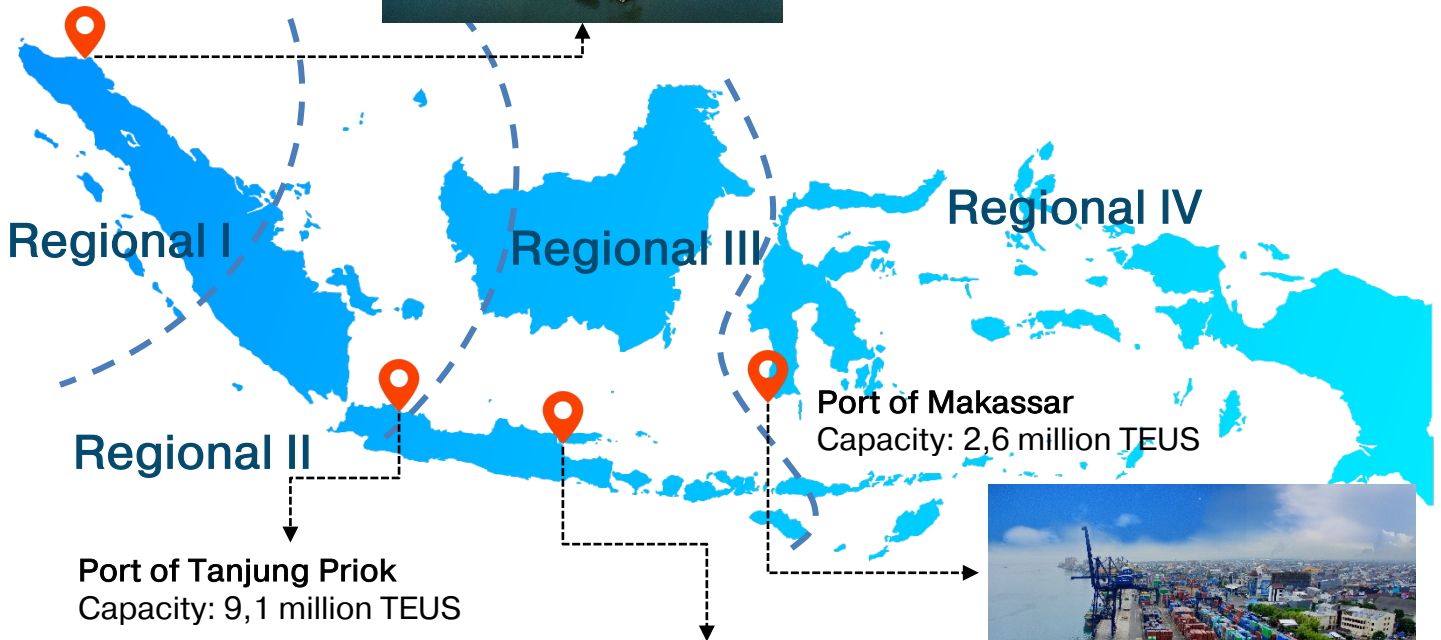 Regional I
Regional II
Regional III
Regional IV
Port of Makassar
Capacity: 2,6 million TEUS
Port of Tanjung Priok
Capacity: 9,1 million TEUS